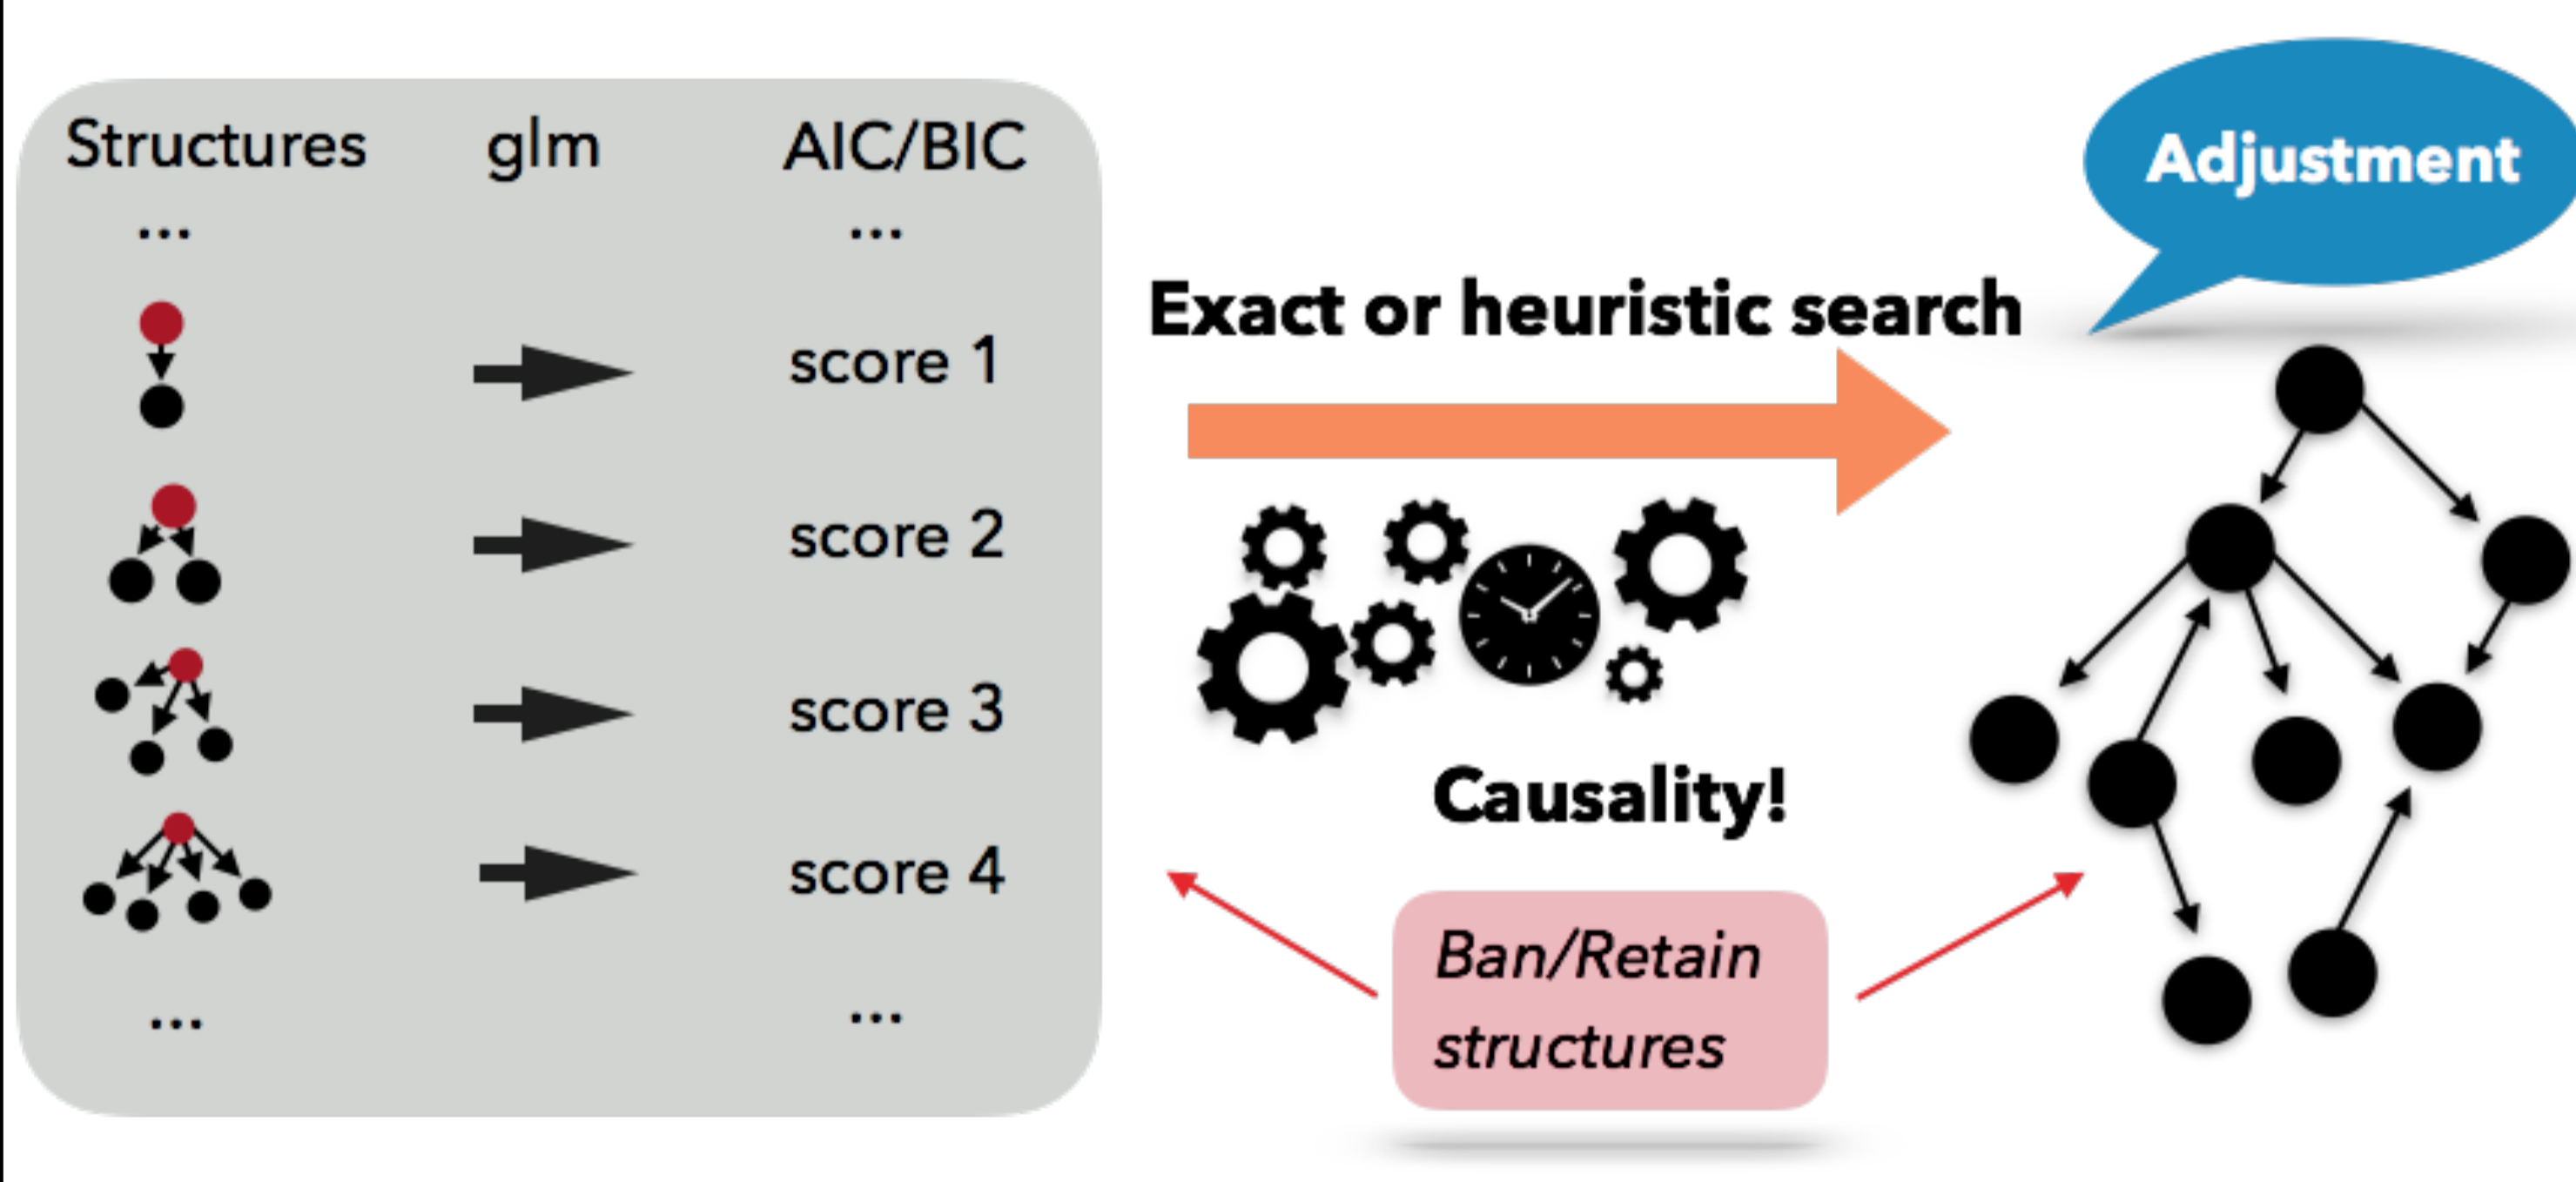 Structures glm AIC/BIC
... ...
score 1
score 2
score 3
score 4
... ...
Exact or heuristic search
Causality!
Ban/Retain
structures
Adjustment